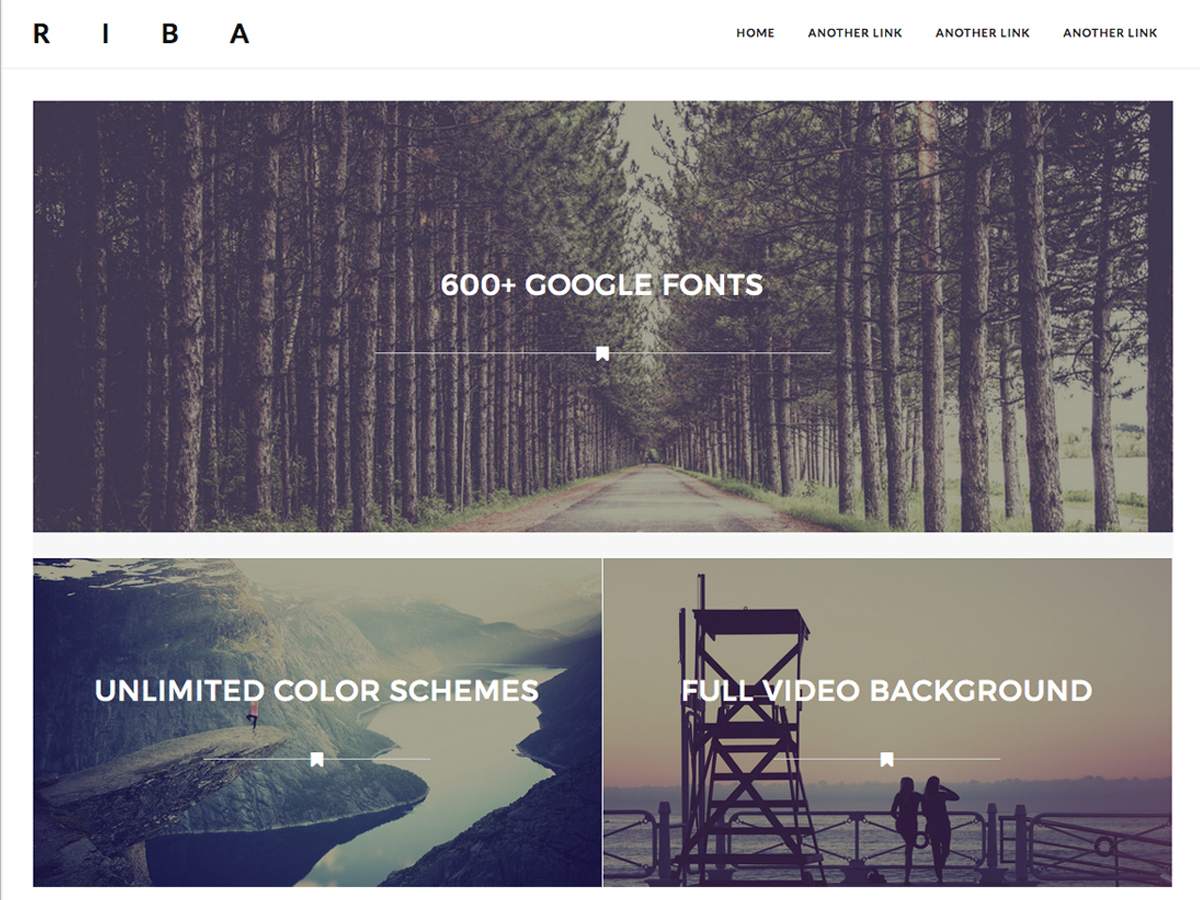 R I B A
HOME ANOTHER LINK ANOTHER LINK ANOTHER LINK
600+ GOOGLE FONTS
UNLIMITED COLOR SCHEMES
FULL VIDEO BACKGROUND